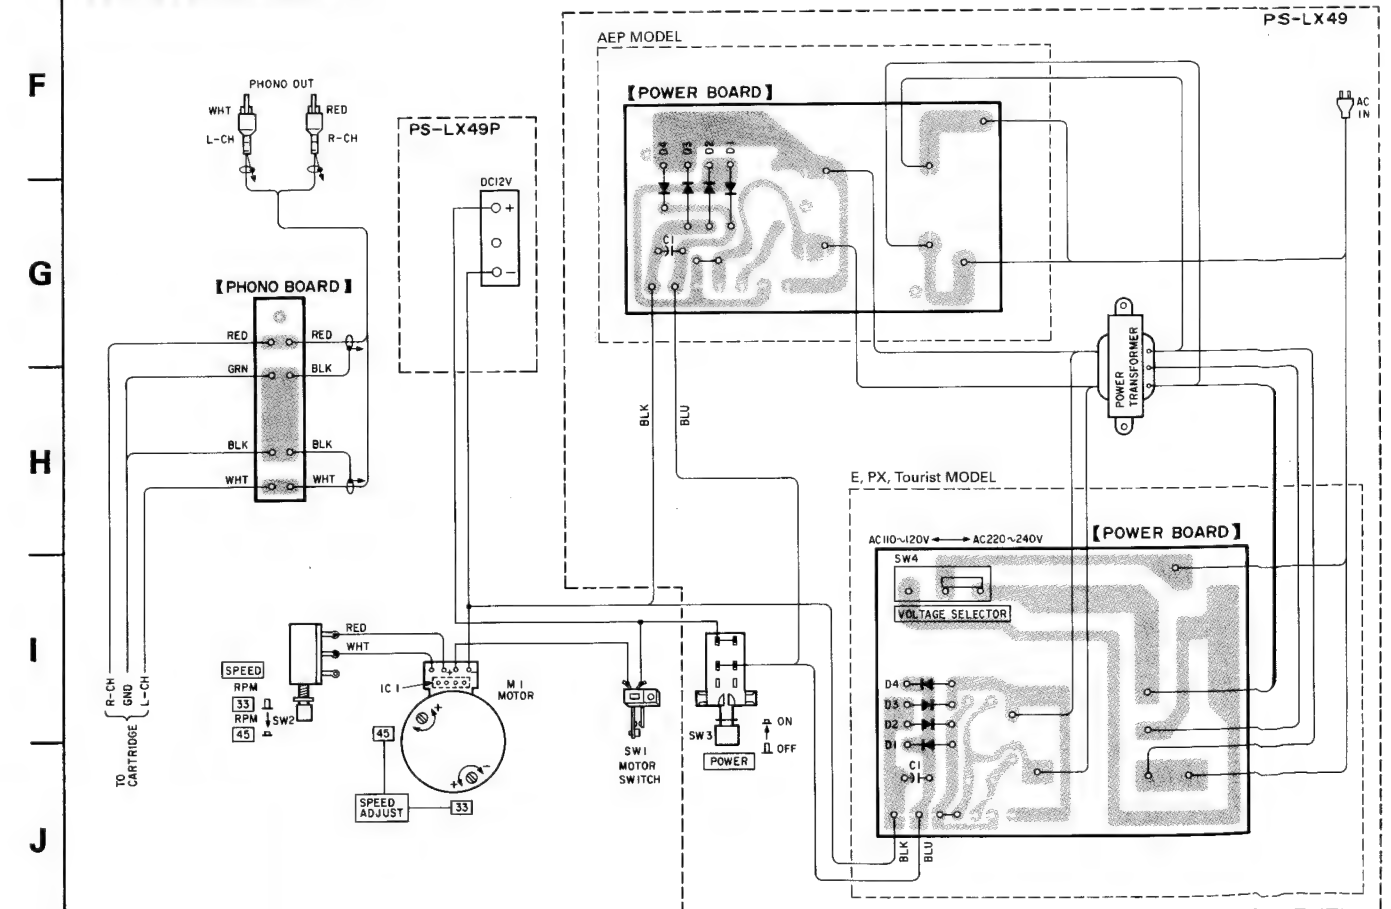 PS-LX49
AEP MODEL
F
PHONO OUT
WHT
RED
L-CH
R-CH
PS-LX49P
【POWER BOARD】
AC
IN
D4
D3
D2
D1
DC12V
+
−
C1
G
【PHONO BOARD】
RED
RED
GRN
BLK
BLK
BLK
WHT
WHT
POWER
TRANSFORMER
BLK
BLU
H
E, PX, Tourist MODEL
【POWER BOARD】
AC110~120V ↔ AC220~240V
SW4
VOLTAGE SELECTOR
I
RED
WHT
SPEED
RPM
33
RPM
45
SW2
IC1
+
M1
MOTOR
45
+
−
+
−
SPEED
ADJUST
33
SW1
MOTOR
SWITCH
SW3
POWER
ON
OFF
D4
D3
D2
D1
C1
BLK
BLU
R-CH
GND
L-CH
TO
CARTRIDGE
J